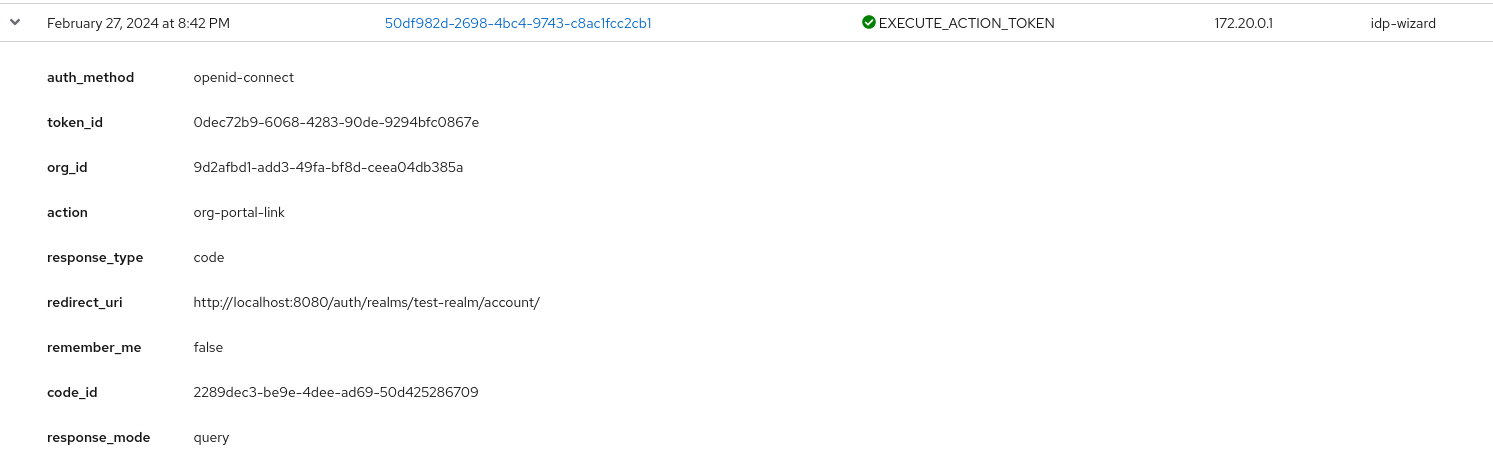 February 27, 2024 at 8:42 PM 50df982d-2698-4bc4-9743-c8ac1fcc2cb1 EXECUTE_ACTION_TOKEN 172.20.0.1 idp-wizard
auth_method openid-connect
token_id 0dec72b9-6068-4283-90de-9294bfc0867e
org_id 9d2afbd1-add3-49fa-bf8d-ceea04db385a
action org-portal-link
response_type code
redirect_uri http://localhost:8080/auth/realms/test-realm/account/
remember_me false
code_id 2289dec3-be9e-4dee-ad69-50d425286709
response_mode query